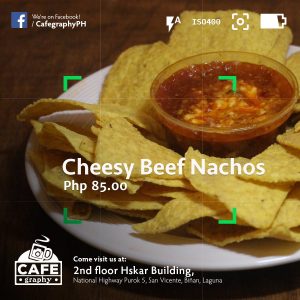 We're on Facebook!
/ CafegraphyPH
A
ISO400
Cheesy Beef Nachos
Php 85.00
CAFE
graphy
Come visit us at:
2nd floor Hskar Building,
National Highway Purok 5, San Vicente, Biñan, Laguna